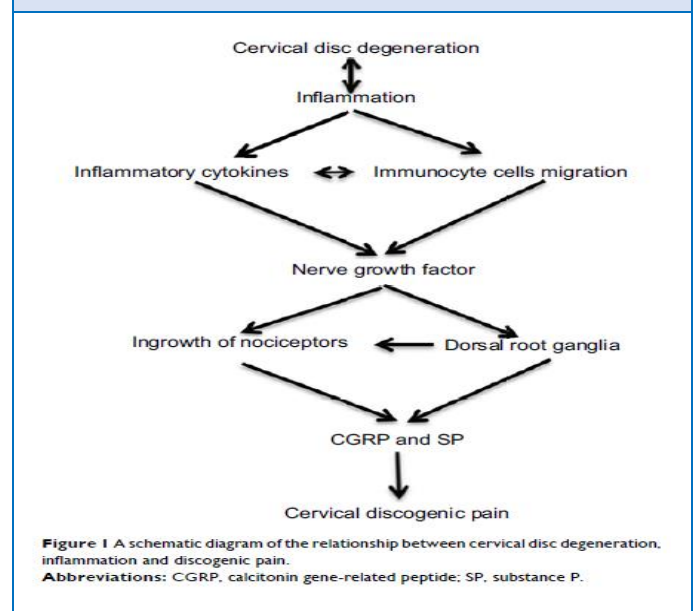 Cervical disc degeneration
Inflammation
Inflammatory cytokines
Immunocyte cells migration
Nerve growth factor
Ingrowth of nociceptors
Dorsal root ganglia
CGRP and SP
Cervical discogenic pain
Figure 1 A schematic diagram of the relationship between cervical disc degeneration,
inflammation and discogenic pain.
Abbreviations: CGRP, calcitonin gene-related peptide; SP, substance P.